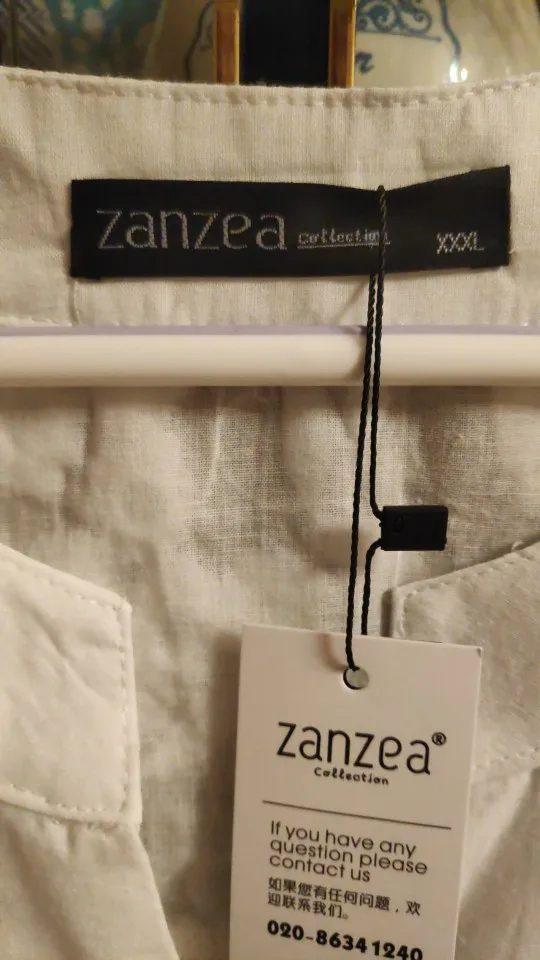 zanzea collection XXXL
zanzea®
Collection
If you have any
question please
contact us
如果您有任何问题，欢
迎联系我们。
020-86341240